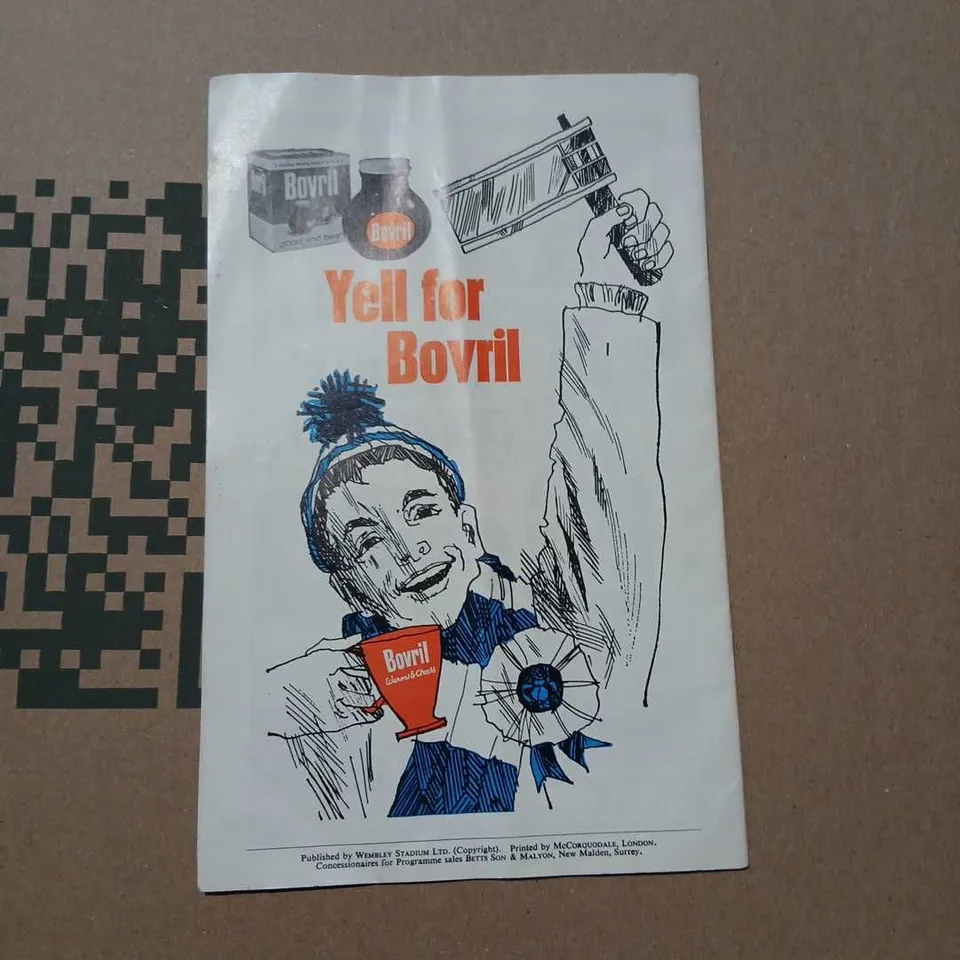 Bovril
Bovril
Yell for
Bovril
Bovril
Warms & Cheers
Published by WEMBLEY STADIUM LTD. (Copyright). Printed by McCORQUODALE, LONDON.
Concessionaires for Programme sales BETTS SON & MALYON, New Malden, Surrey.